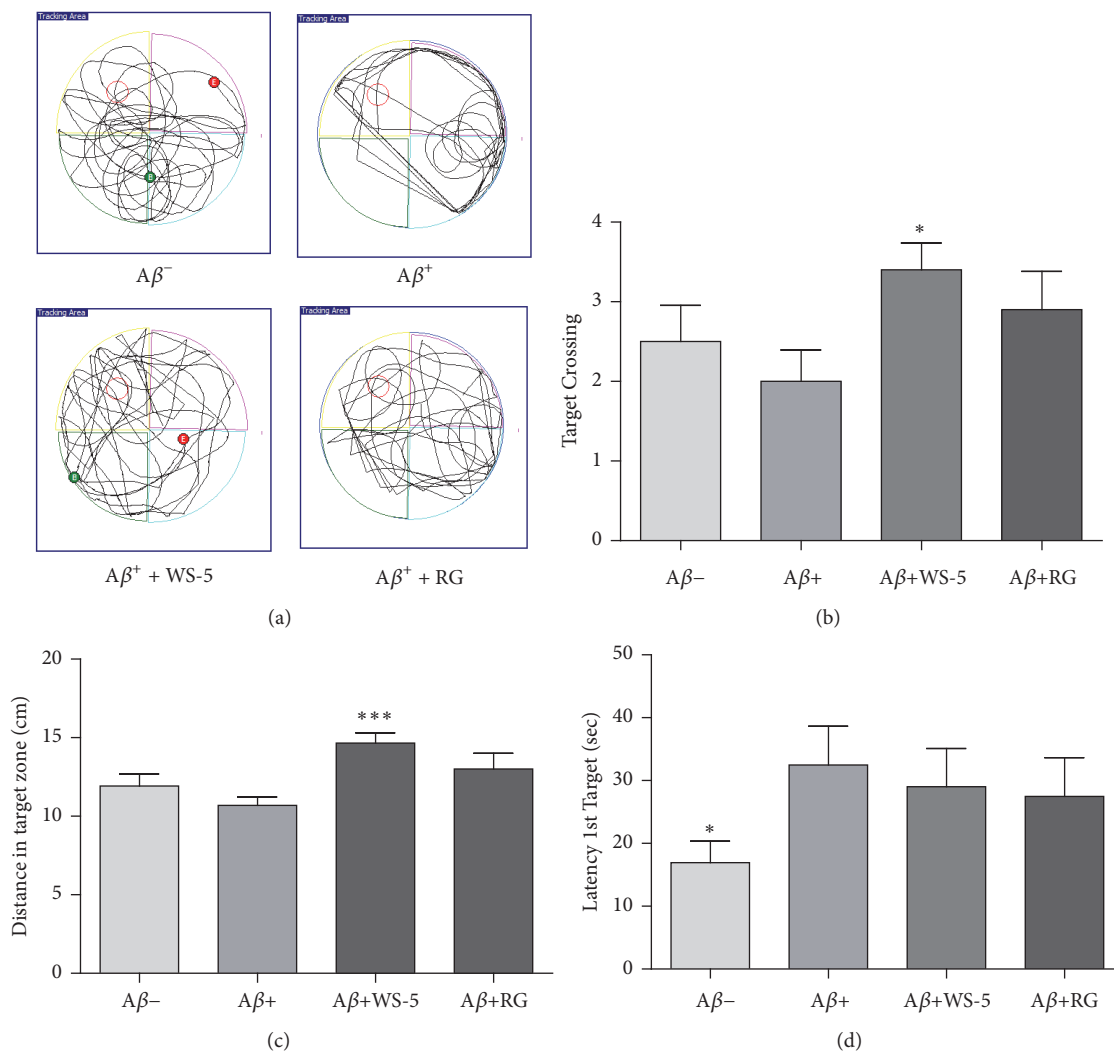 Tracking Area
Tracking Area
E
B
Aβ⁻
Aβ⁺
Tracking Area
Tracking Area
E
B
Aβ⁺ + WS-5
Aβ⁺ + RG
(a)
Target Crossing
4
3
2
1
0
*
Aβ−
Aβ+
Aβ+WS-5
Aβ+RG
(b)
Distance in target zone (cm)
20
15
10
5
0
***
Aβ−
Aβ+
Aβ+WS-5
Aβ+RG
(c)
Latency 1st Target (sec)
50
40
30
20
10
0
*
Aβ−
Aβ+
Aβ+WS-5
Aβ+RG
(d)